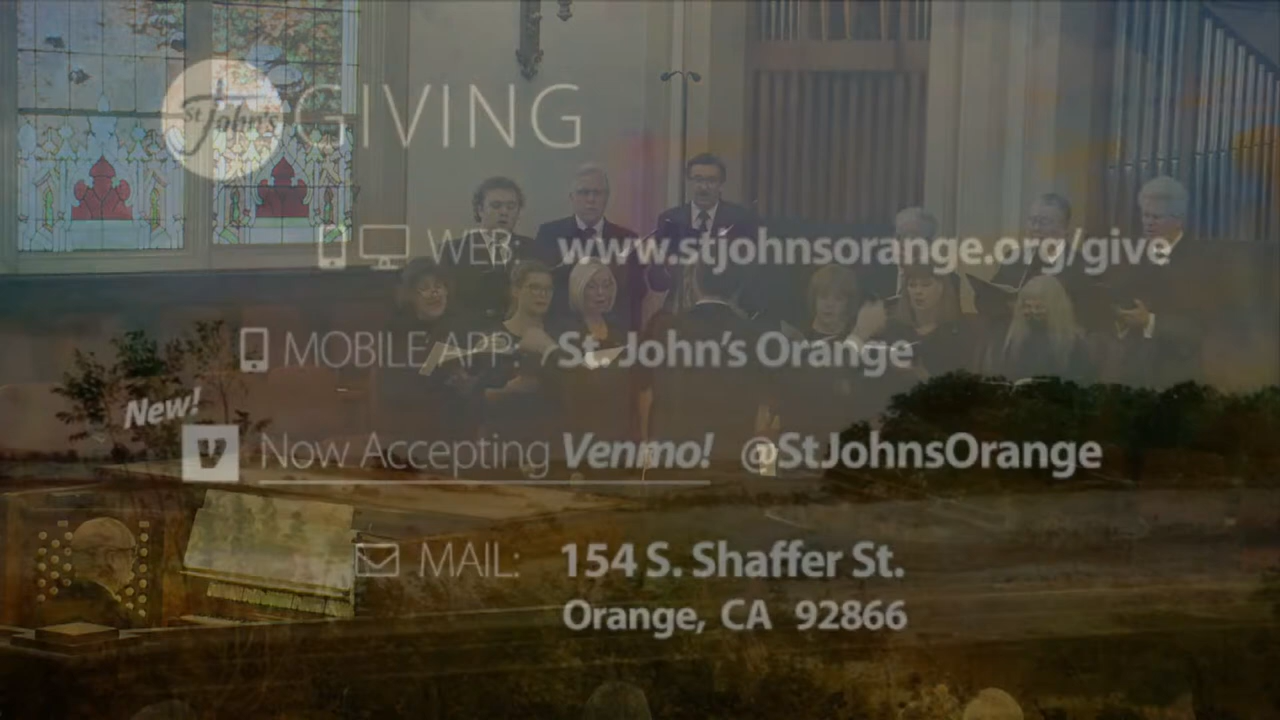 St John's GIVING
WEB: www.stjohnsorange.org/give
MOBILE APP: St. John's Orange
New!
V Now Accepting Venmo! @StJohnsOrange
MAIL: 154 S. Shaffer St.
Orange, CA 92866